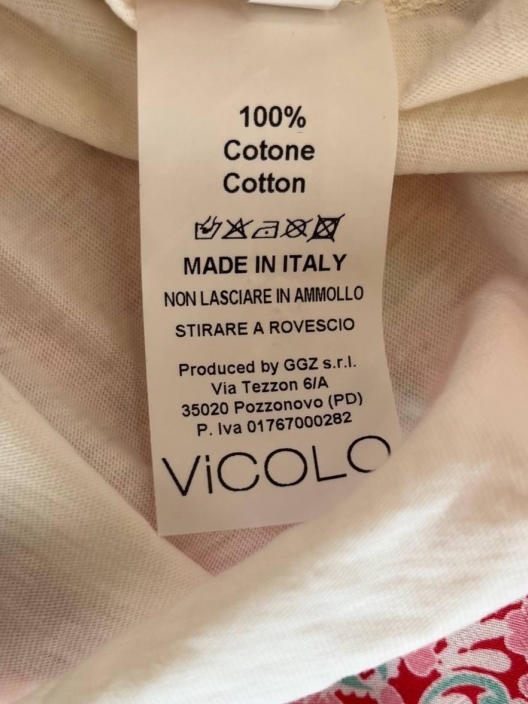 100%
Cotone
Cotton
MADE IN ITALY
NON LASCIARE IN AMMOLLO
STIRARE A ROVESCIO
Produced by GGZ s.r.l.
Via Tezzon 6/A
35020 Pozzonovo (PD)
P. Iva 01767000282
ViCOLO